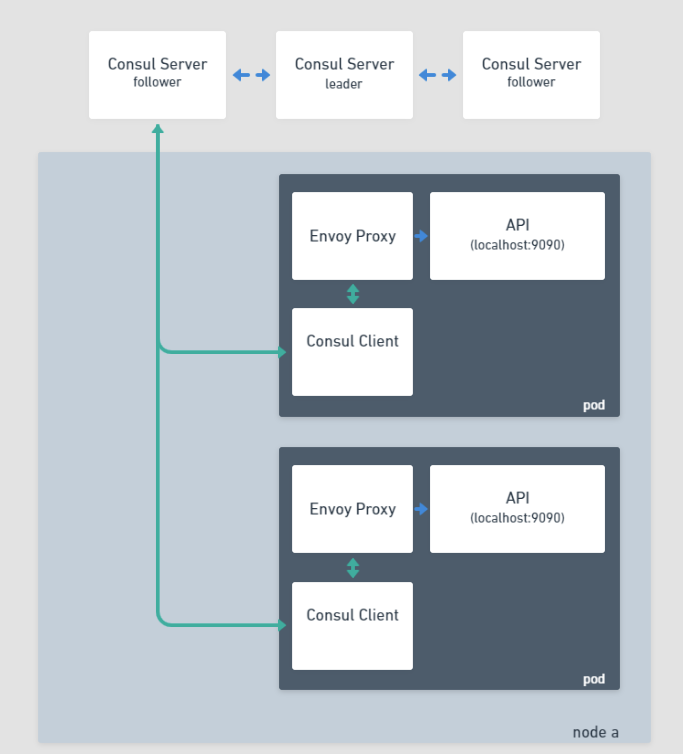 Consul Server
follower
Consul Server
leader
Consul Server
follower
Envoy Proxy
API
(localhost:9090)
Consul Client
pod
Envoy Proxy
API
(localhost:9090)
Consul Client
pod
node a